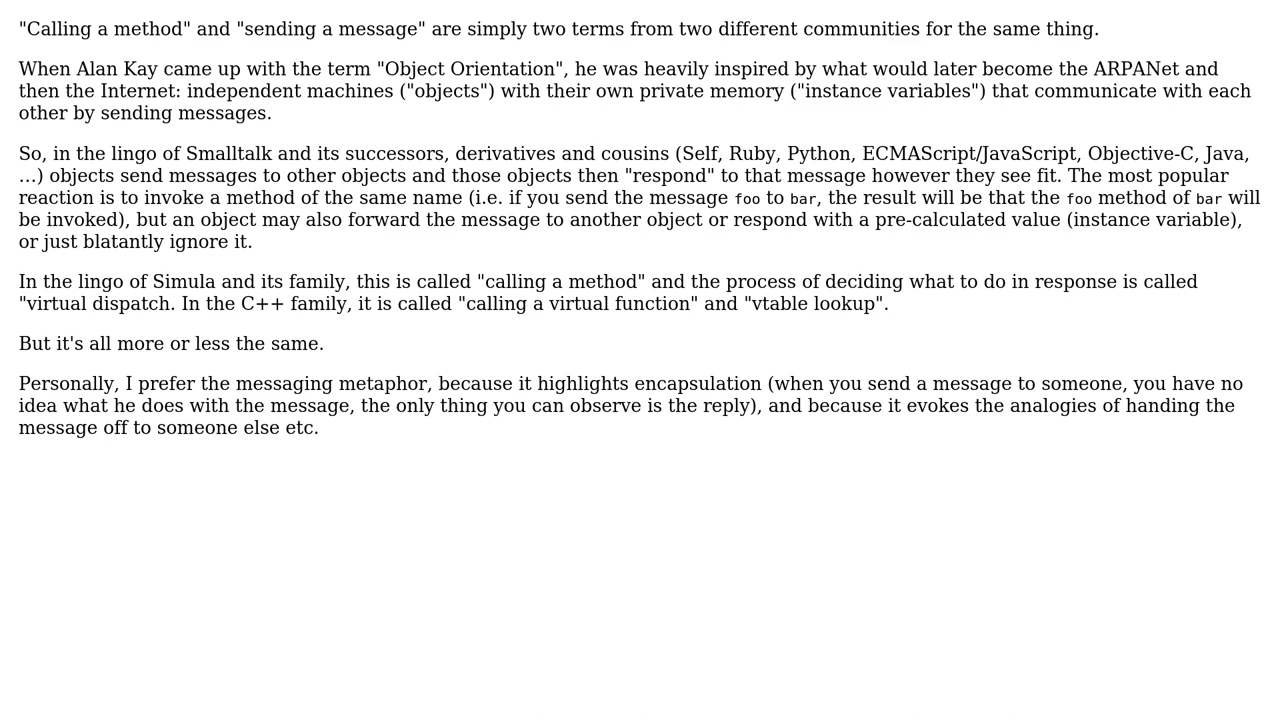 "Calling a method" and "sending a message" are simply two terms from two different communities for the same thing.
When Alan Kay came up with the term "Object Orientation", he was heavily inspired by what would later become the ARPANet and
then the Internet: independent machines ("objects") with their own private memory ("instance variables") that communicate with each
other by sending messages.
So, in the lingo of Smalltalk and its successors, derivatives and cousins (Self, Ruby, Python, ECMAScript/JavaScript, Objective-C, Java,
…) objects send messages to other objects and those objects then "respond" to that message however they see fit. The most popular
reaction is to invoke a method of the same name (i.e. if you send the message foo to bar, the result will be that the foo method of bar will
be invoked), but an object may also forward the message to another object or respond with a pre-calculated value (instance variable),
or just blatantly ignore it.
In the lingo of Simula and its family, this is called "calling a method" and the process of deciding what to do in response is called
"virtual dispatch. In the C++ family, it is called "calling a virtual function" and "vtable lookup".
But it's all more or less the same.
Personally, I prefer the messaging metaphor, because it highlights encapsulation (when you send a message to someone, you have no
idea what he does with the message, the only thing you can observe is the reply), and because it evokes the analogies of handing the
message off to someone else etc.